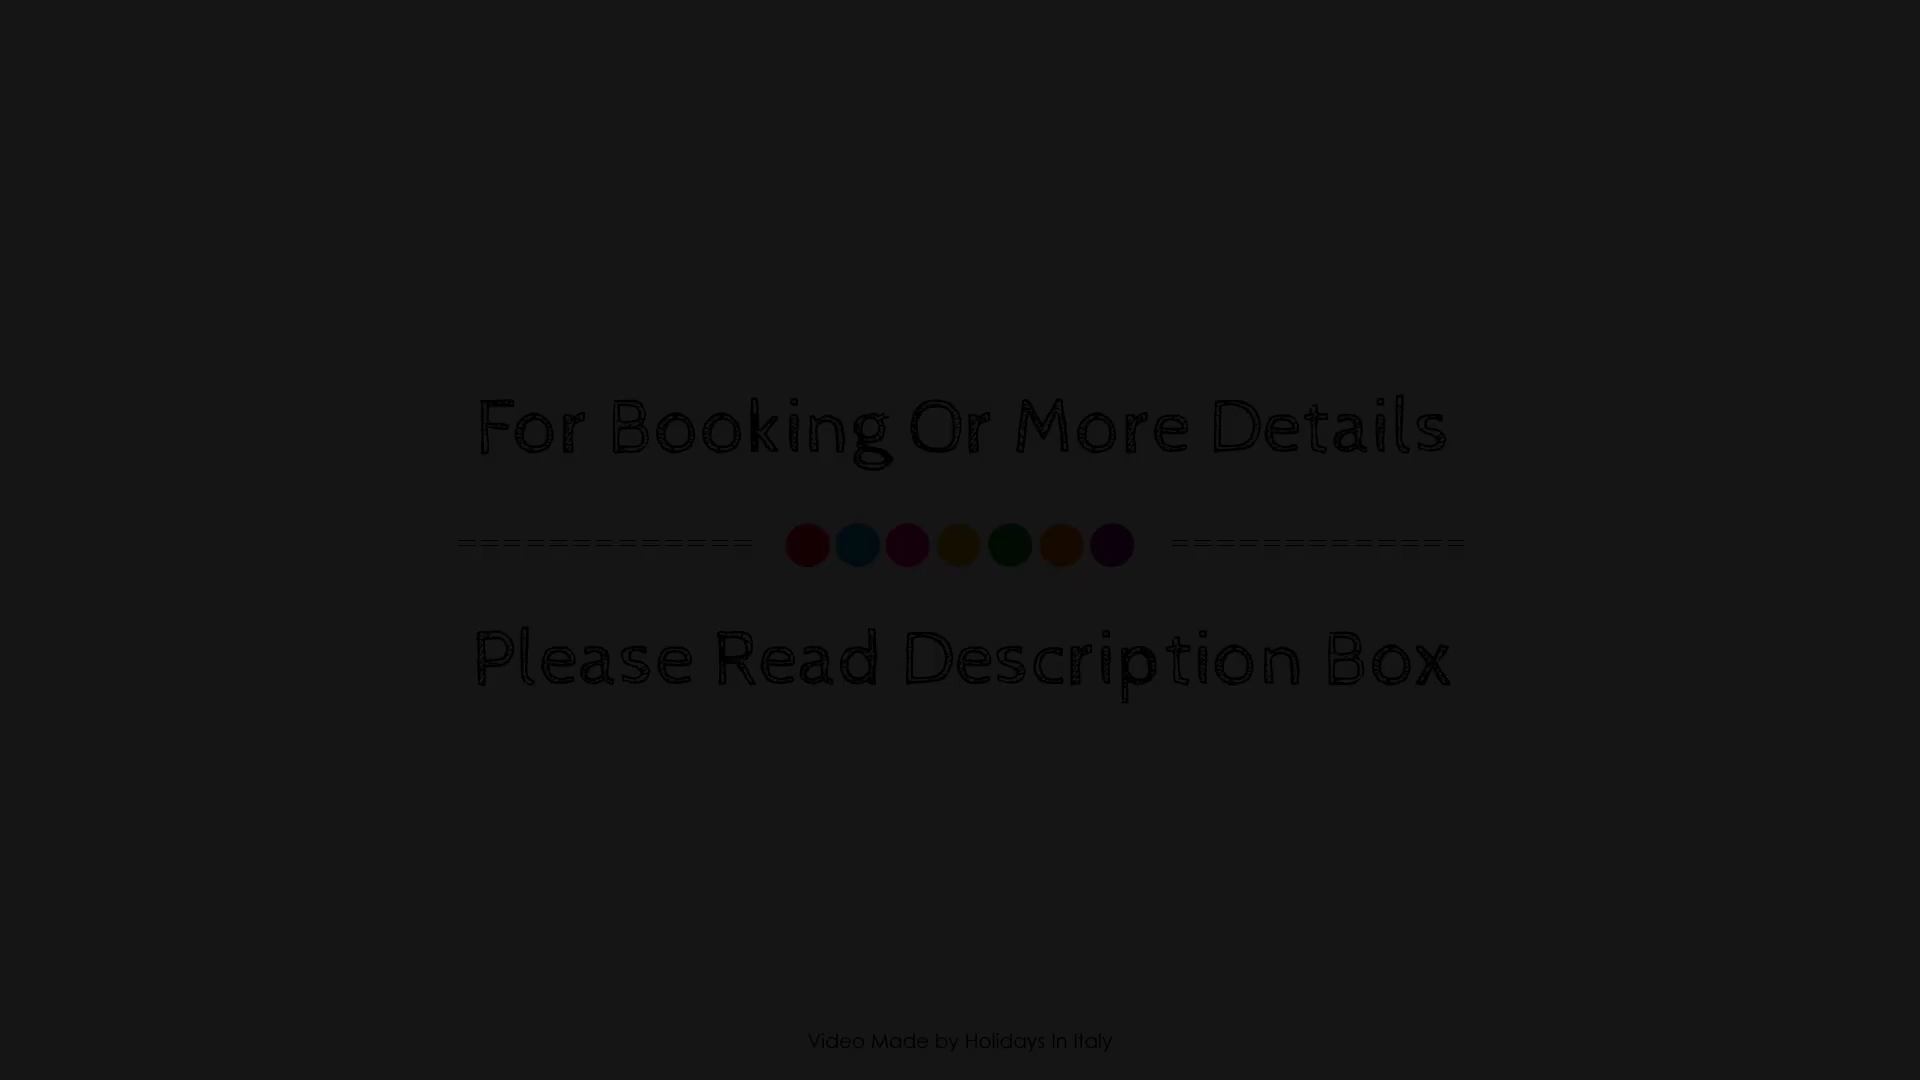 For Booking Or More Details
============= =============
Please Read Description Box
Video Made by Holidays In Italy